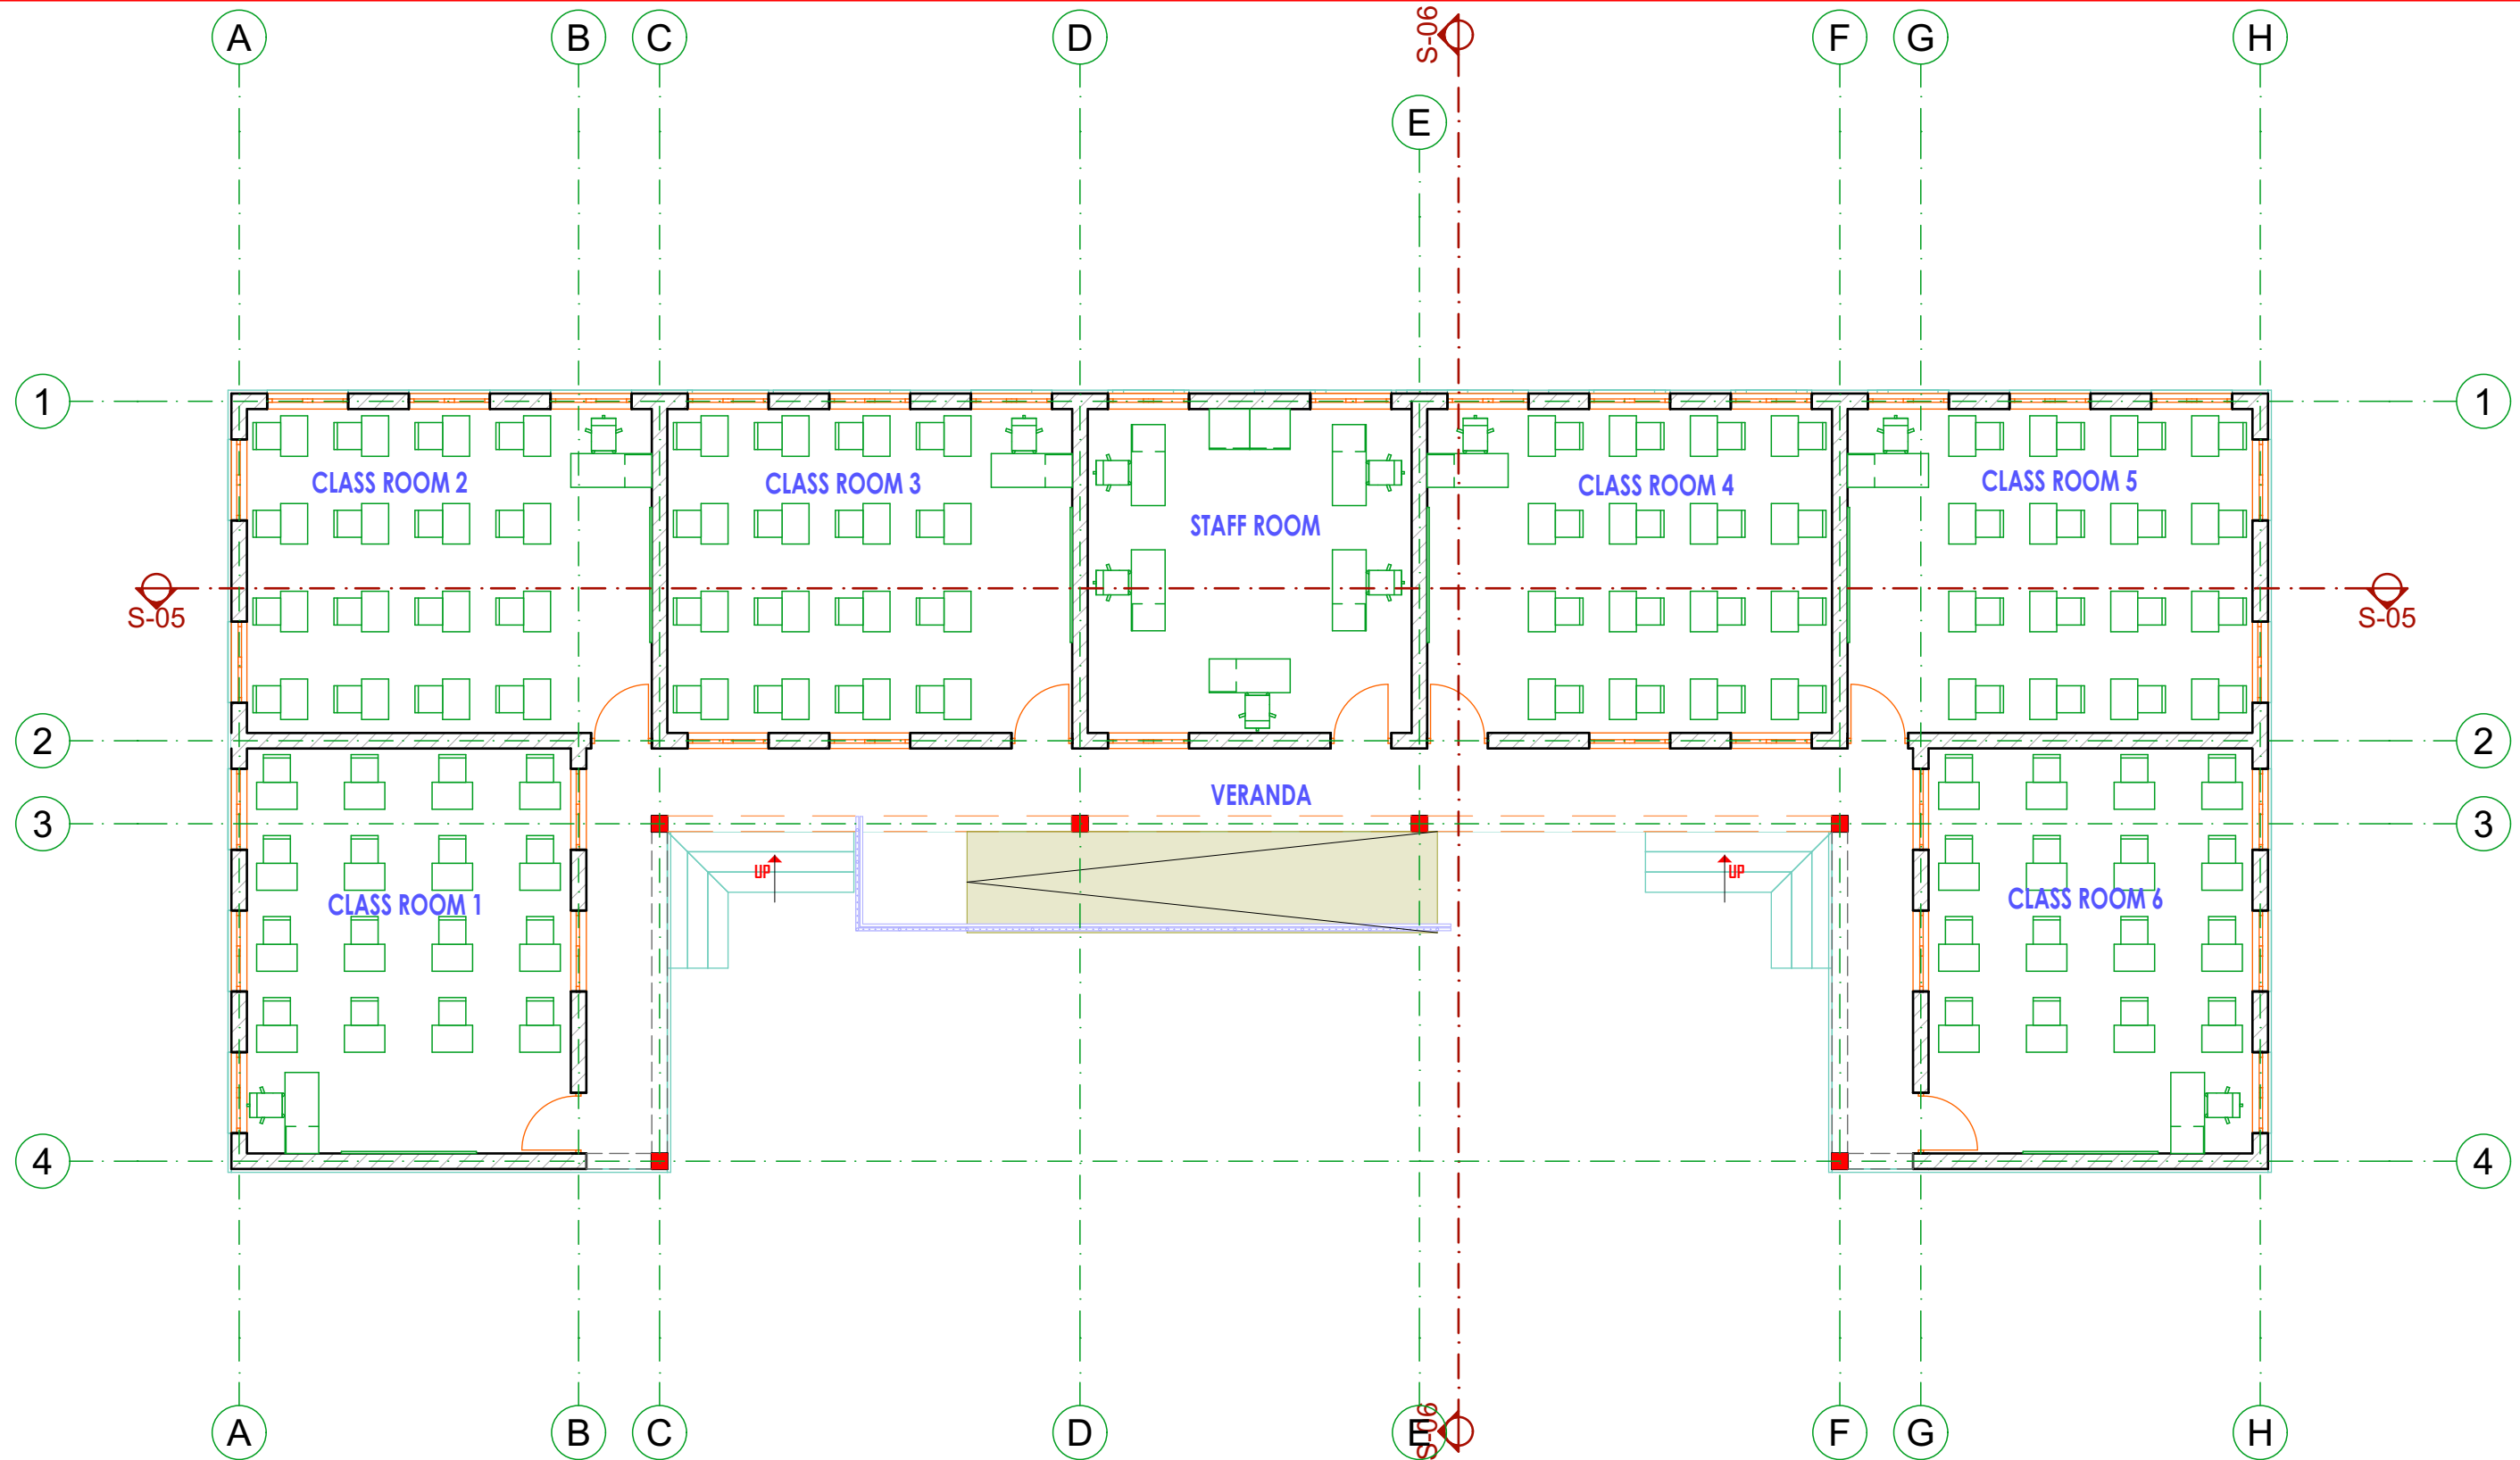 A B C D S-06 F G H
E
1 1
CLASS ROOM 2 CLASS ROOM 3 CLASS ROOM 4 CLASS ROOM 5
STAFF ROOM
S-05 S-05
2 2
VERANDA
3 3
UP UP
CLASS ROOM 1 CLASS ROOM 6
4 4
A B C D E S-06 F G H